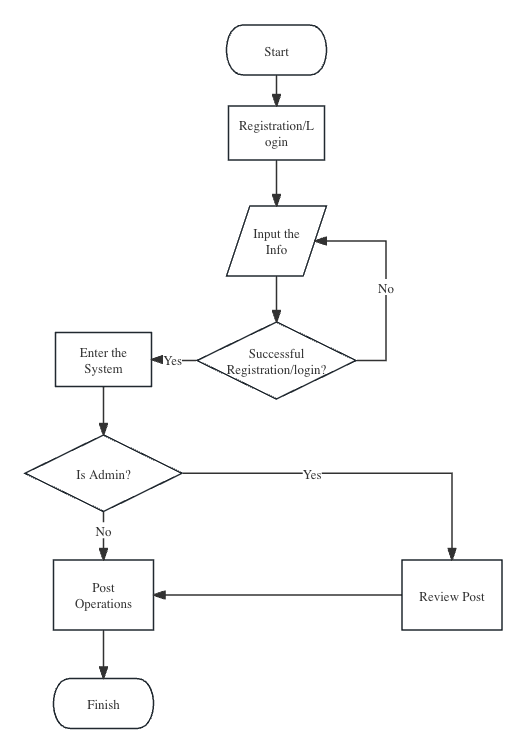 Start
Registration/L
ogin
Input the
Info
No
Successful
Registration/login?
Yes
Enter the
System
Is Admin?
Yes
No
Post
Operations
Review Post
Finish